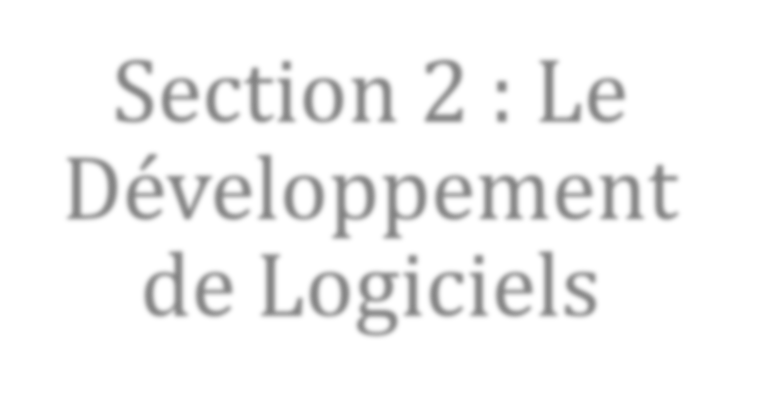 Section 2 : Le
Développement
de Logiciels